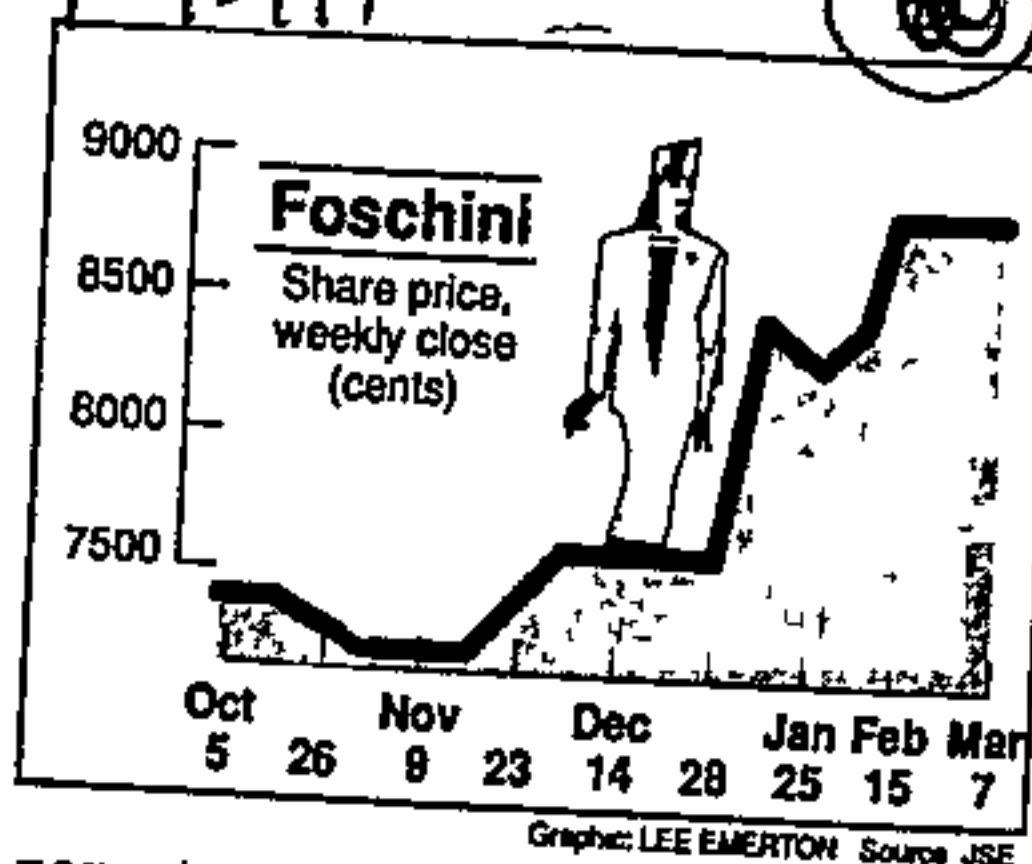 9000
Foschini
8500
Share price,
weekly close
(cents)
8000
7500
Oct Nov Dec Jan Feb Mar
5 26 9 23 14 28 25 15 7
Graphic: LEE EMERTON Source JSE